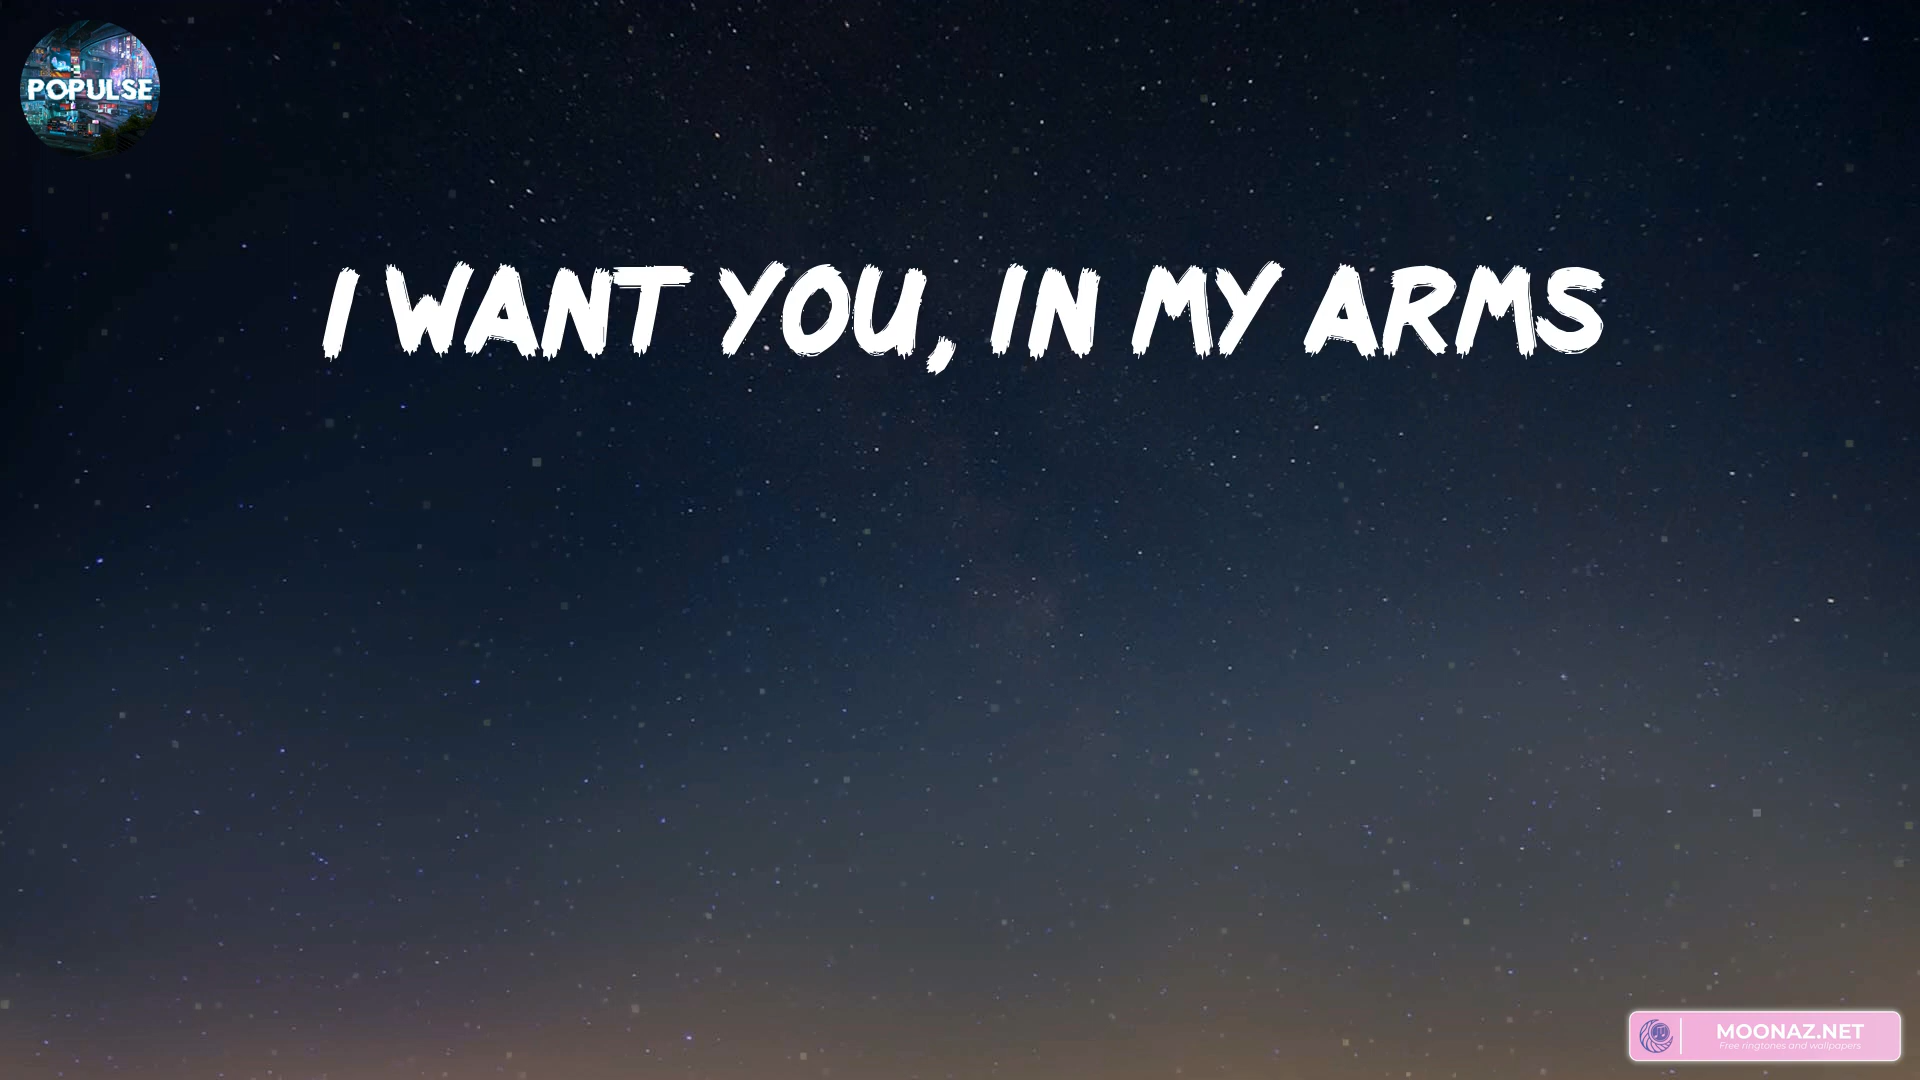 POPULSE
I WANT YOU, IN MY ARMS
MOONAZ.NET
Free ringtones and wallpapers